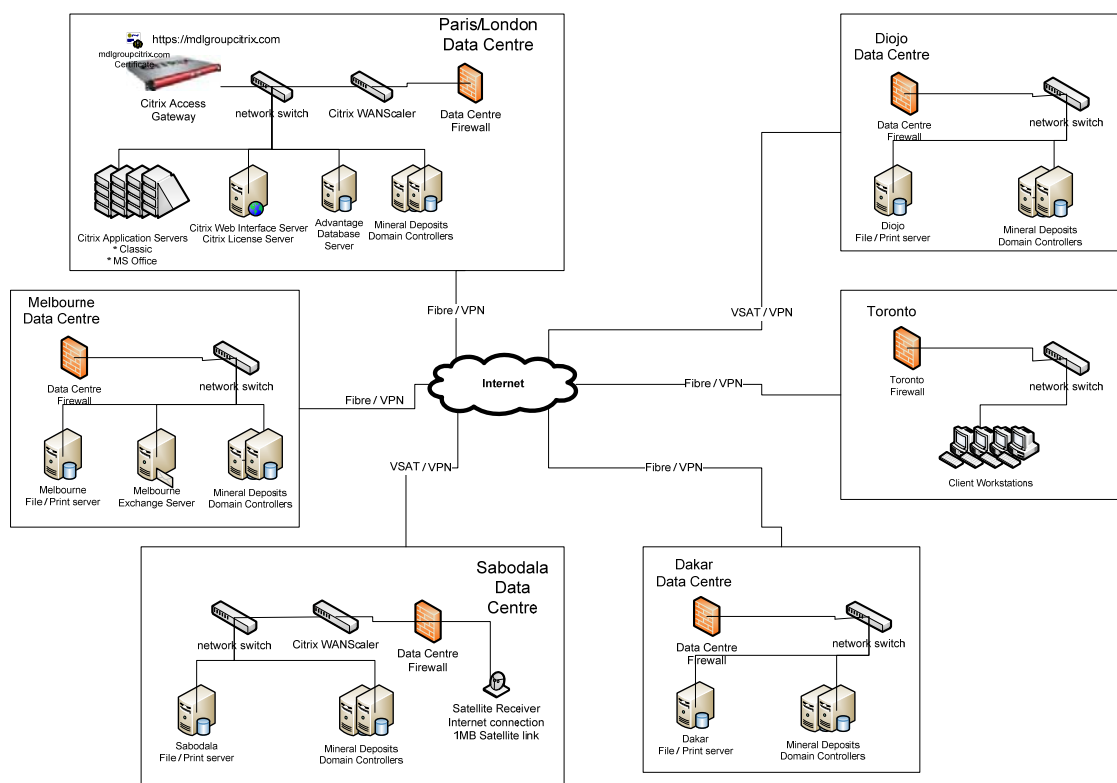 Paris/London
Data Centre
https://mdlgroupcitrix.com
mdlgroupcitrix.com
Certificate
Citrix Access
Gateway
network switch
Citrix WANScaler
Data Centre
Firewall
Citrix Application Servers
* Classic
* MS Office
Citrix Web Interface Server
Citrix License Server
Advantage
Database
Server
Mineral Deposits
Domain Controllers
Diojo
Data Centre
Data Centre
Firewall
network switch
Diojo
File / Print server
Mineral Deposits
Domain Controllers
Fibre / VPN
VSAT / VPN
Melbourne
Data Centre
Data Centre
Firewall
network switch
Melbourne
File / Print server
Melbourne
Exchange Server
Mineral Deposits
Domain Controllers
Fibre / VPN
Internet
Fibre / VPN
Toronto
Toronto
Firewall
network switch
Client Workstations
VSAT / VPN
Fibre / VPN
Sabodala
Data
Centre
network switch
Citrix WANScaler
Data Centre
Firewall
Satellite Receiver
Internet connection
1MB Satellite link
Sabodala
File / Print server
Mineral Deposits
Domain Controllers
Dakar
Data Centre
Data Centre
Firewall
network switch
Dakar
File / Print server
Mineral Deposits
Domain Controllers